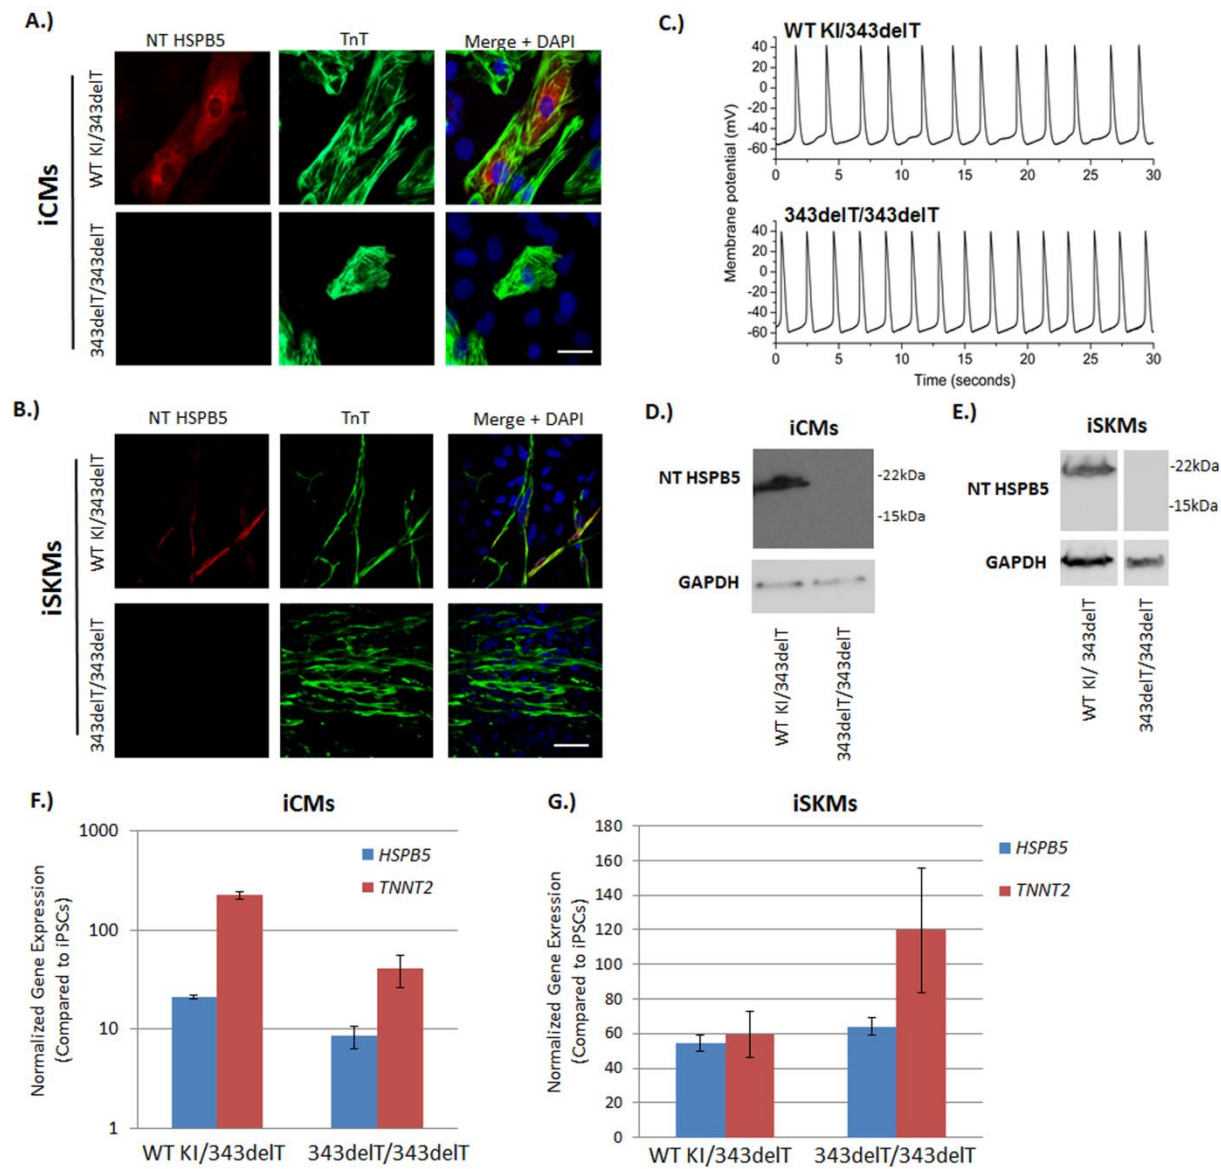 A.)
NT HSPB5
TnT
Merge + DAPI
iCMs
WT KI/343delT
343delT/343delT
B.)
NT HSPB5
TnT
Merge + DAPI
iSKMs
WT KI/343delT
343delT/343delT
C.)
WT KI/343delT
40
20
0
-20
-40
-60
0
5
10
15
20
25
30
343delT/343delT
40
20
0
-20
-40
-60
0
5
10
15
20
25
30
Membrane potential (mV)
Time (seconds)
D.)
iCMs
NT HSPB5
-22kDa
-15kDa
GAPDH
WT KI/343delT
343delT/343delT
E.)
iSKMs
NT HSPB5
-22kDa
-15kDa
GAPDH
WT KI/ 343delT
343delT/343delT
F.)
iCMs
Normalized Gene Expression
(Compared to iPSCs)
1000
100
10
1
HSPB5
TNNT2
WT KI/343delT
343delT/343delT
G.)
iSKMs
Normalized Gene Exression
(Compared to iPSCs)
180
160
140
120
100
80
60
40
20
0
HSPB5
TNNT2
WT KI/343delT
343delT/343delT